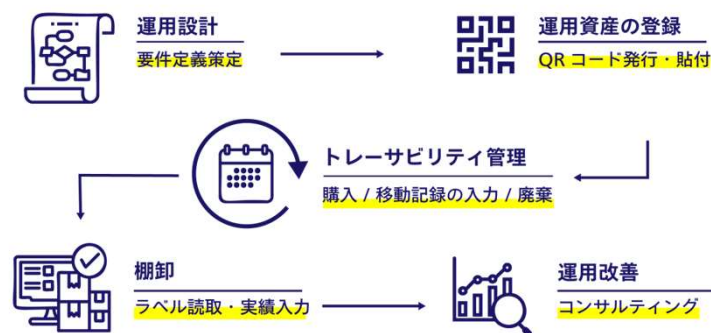 運用設計
要件定義策定
運用資産の登録
QRコード発行・貼付
トレーサビリティ管理
購入 / 移動記録の入力 / 廃棄
棚卸
ラベル読取・実績入力
運用改善
コンサルティング